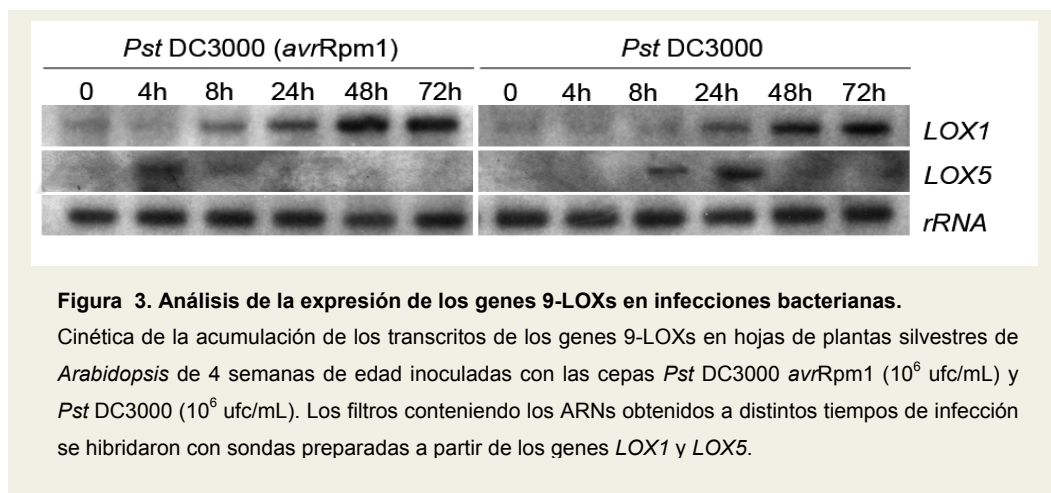 Pst DC3000 (avrRpm1) Pst DC3000
0 4h 8h 24h 48h 72h 0 4h 8h 24h 48h 72h
LOX1
LOX5
rRNA
Figura 3. Análisis de la expresión de los genes 9-LOXs en infecciones bacterianas.
Cinética de la acumulación de los transcritos de los genes 9-LOXs en hojas de plantas silvestres de
Arabidopsis de 4 semanas de edad inoculadas con las cepas Pst DC3000 avrRpm1 (10⁶ ufc/mL) y
Pst DC3000 (10⁶ ufc/mL). Los filtros conteniendo los ARNs obtenidos a distintos tiempos de infección
se hibridaron con sondas preparadas a partir de los genes LOX1 y LOX5.